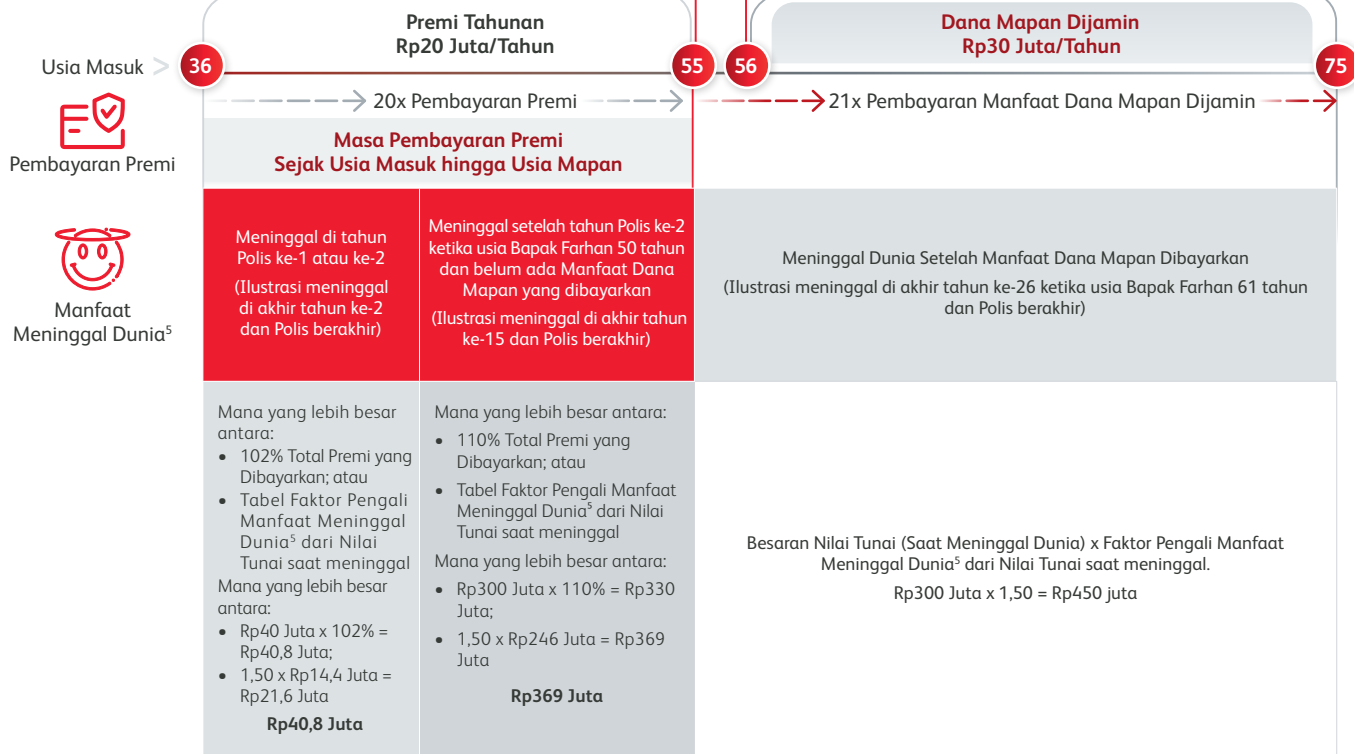 Premi Tahunan
Rp20 Juta/Tahun
Dana Mapan Dijamin
Rp30 Juta/Tahun
Usia Masuk >
36
55
56
75
20x Pembayaran Premi
21x Pembayaran Manfaat Dana Mapan Dijamin
Pembayaran Premi
Masa Pembayaran Premi
Sejak Usia Masuk hingga Usia Mapan
Manfaat
Meninggal Dunia⁵
Meninggal di tahun
Polis ke-1 atau ke-2
(Ilustrasi meninggal
di akhir tahun ke-2
dan Polis berakhir)
Meninggal setelah tahun Polis ke-2
ketika usia Bapak Farhan 50 tahun
dan belum ada Manfaat Dana
Mapan yang dibayarkan
(Ilustrasi meninggal di akhir tahun
ke-15 dan Polis berakhir)
Meninggal Dunia Setelah Manfaat Dana Mapan Dibayarkan
(Ilustrasi meninggal di akhir tahun ke-26 ketika usia Bapak Farhan 61 tahun
dan Polis berakhir)
Mana yang lebih besar
antara:
• 102% Total Premi yang
Dibayarkan; atau
• Tabel Faktor Pengali
Manfaat Meninggal
Dunia⁵ dari Nilai
Tunai saat meninggal
Mana yang lebih besar
antara:
• Rp40 Juta x 102% =
Rp40,8 Juta;
• 1,50 x Rp14,4 Juta =
Rp21,6 Juta
Rp40,8 Juta
Mana yang lebih besar antara:
• 110% Total Premi yang
Dibayarkan; atau
• Tabel Faktor Pengali Manfaat
Meninggal Dunia⁵ dari Nilai
Tunai saat meninggal
Mana yang lebih besar antara:
• Rp300 Juta x 110% = Rp330
Juta;
• 1,50 x Rp246 Juta = Rp369
Juta
Rp369 Juta
Besaran Nilai Tunai (Saat Meninggal Dunia) x Faktor Pengali Manfaat
Meninggal Dunia⁵ dari Nilai Tunai saat meninggal.
Rp300 Juta x 1,50 = Rp450 juta